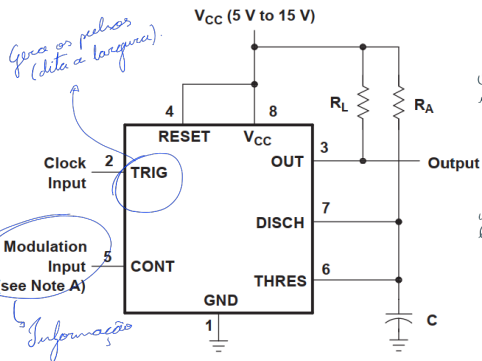 VCC (5 V to 15 V)
Gera os pulsos
(dita a largura).
4
8
RESET
VCC
RL
RA
3
OUT
Output
Clock
Input
2
TRIG
7
DISCH
Modulation
Input
(see Note A)
5
CONT
6
THRES
GND
1
C
Informação